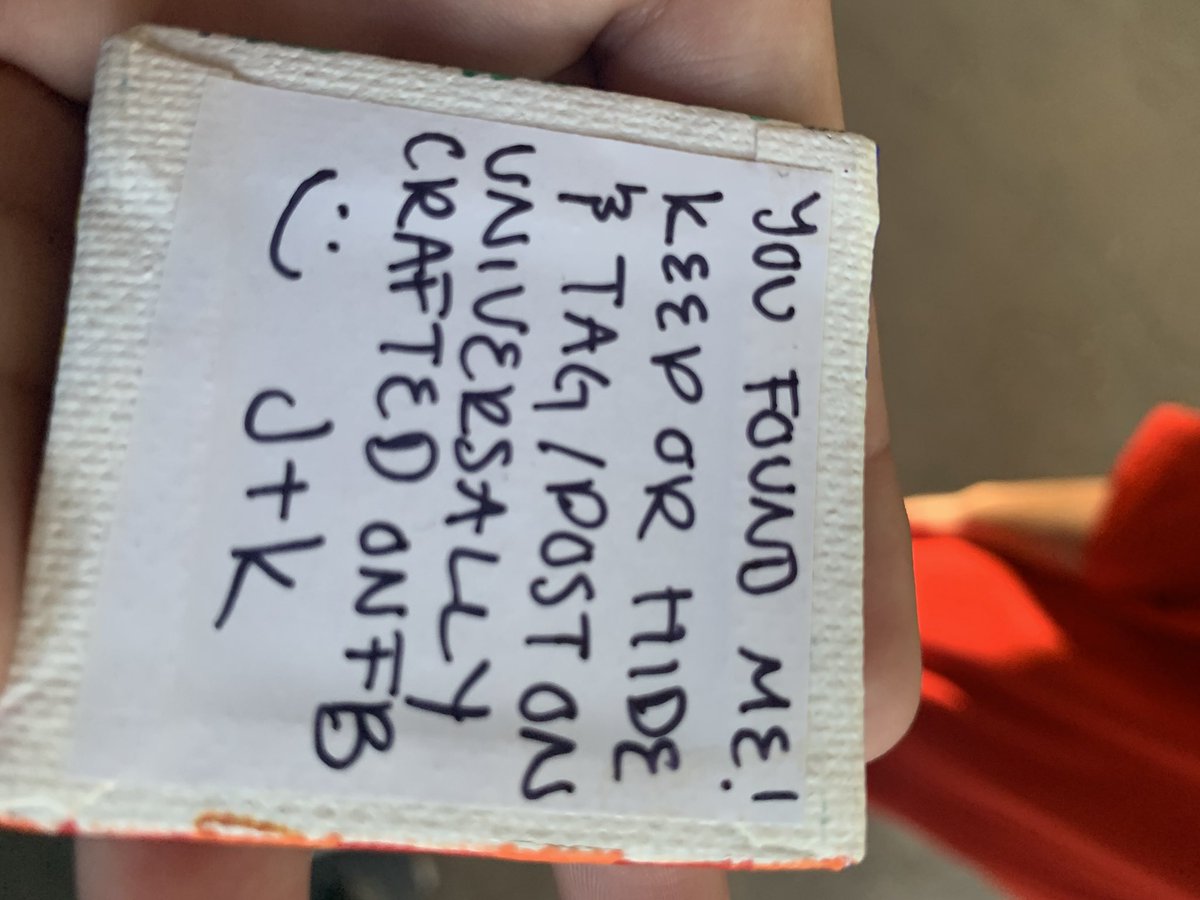 YOU FOUND ME!
KEEP OR HIDE
& TAG/POST ON
UNIVERSALLY
CRAFTED ON FB
:) J+K